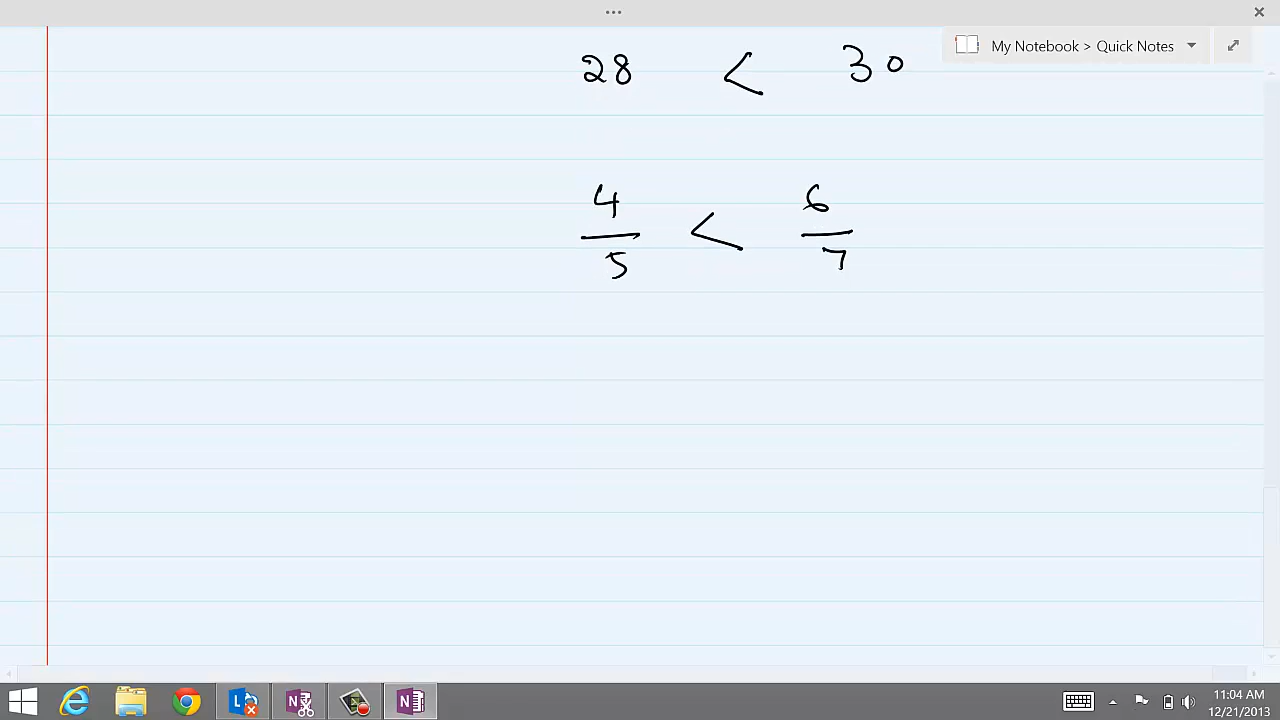 My Notebook > Quick Notes
28 < 30
4/5 < 6/7
11:04 AM
12/21/2013